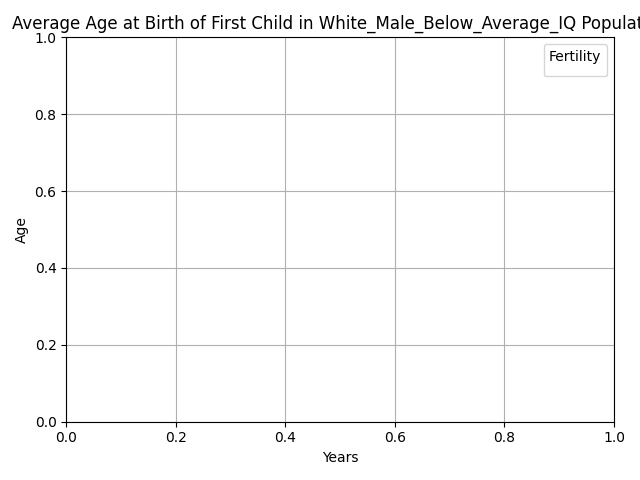 Average Age at Birth of First Child in White_Male_Below_Average_IQ Populat
Fertility
1.0
0.8
0.6
0.4
0.2
0.0
Age
0.0 0.2 0.4 0.6 0.8 1.0
Years